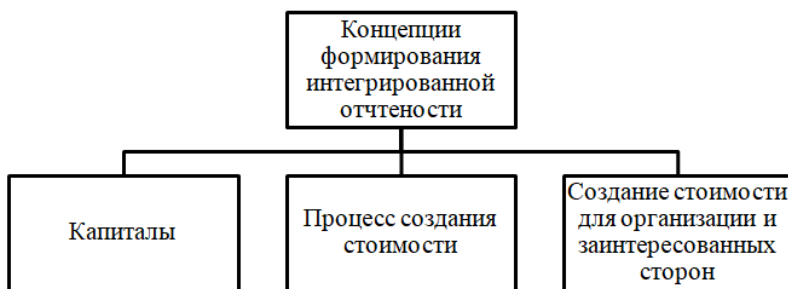 Концепции
формирования
интегрированной
отчтености
Капиталы
Процесс создания
стоимости
Создание стоимости
для организации и
заинтересованных
сторон